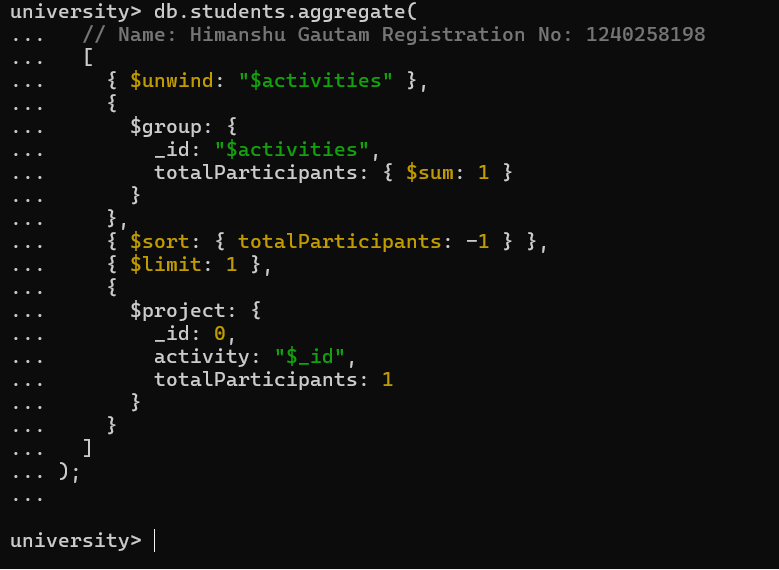 university> db.students.aggregate(
...   // Name: Himanshu Gautam Registration No: 1240258198
...   [
...     { $unwind: "$activities" },
...     {
...       $group: {
...         _id: "$activities",
...         totalParticipants: { $sum: 1 }
...       }
...     },
...     { $sort: { totalParticipants: -1 } },
...     { $limit: 1 },
...     {
...       $project: {
...         _id: 0,
...         activity: "$_id",
...         totalParticipants: 1
...       }
...     }
...   ]
... );
...
university>